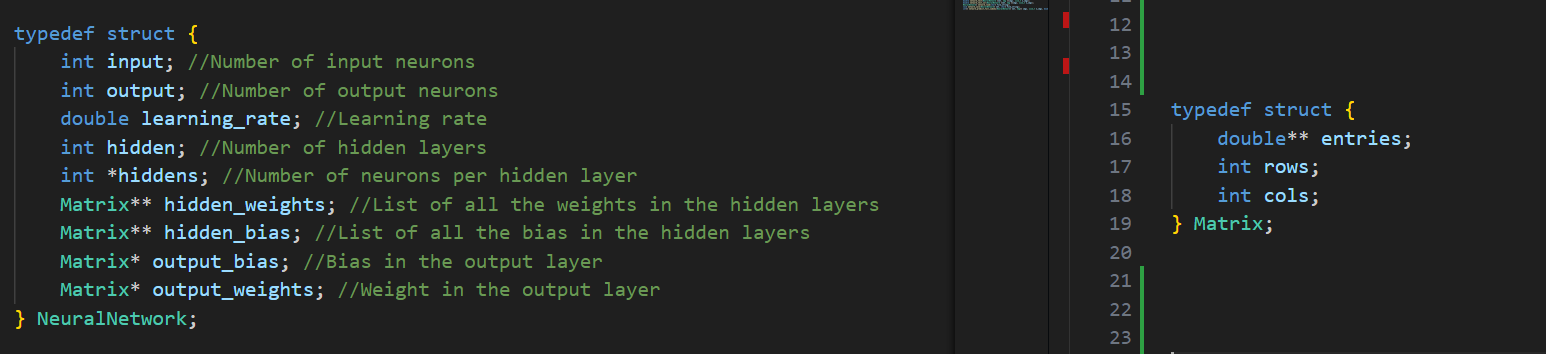 typedef struct {
int input; //Number of input neurons
int output; //Number of output neurons
double learning_rate; //Learning rate
int hidden; //Number of hidden layers
int *hiddens; //Number of neurons per hidden layer
Matrix** hidden_weights; //List of all the weights in the hidden layers
Matrix** hidden_bias; //List of all the bias in the hidden layers
Matrix* output_bias; //Bias in the output layer
Matrix* output_weights; //Weight in the output layer
} NeuralNetwork;
12
13
14
15 typedef struct {
16 double** entries;
17 int rows;
18 int cols;
19 } Matrix;
20
21
22
23